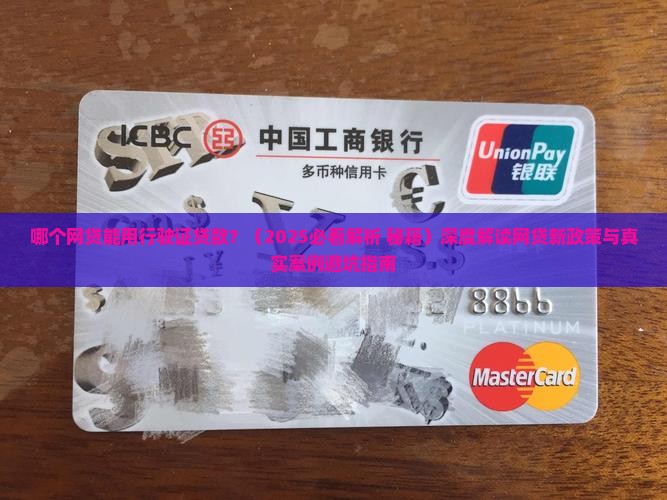 ICBC 中国工商银行
多币种信用卡
UnionPay
银联
哪个网贷能用行驶证贷款？（2025必看解析 秘籍）深度解读网贷新政策与真
实案例避坑指南
8866
PLATINUM
MasterCard